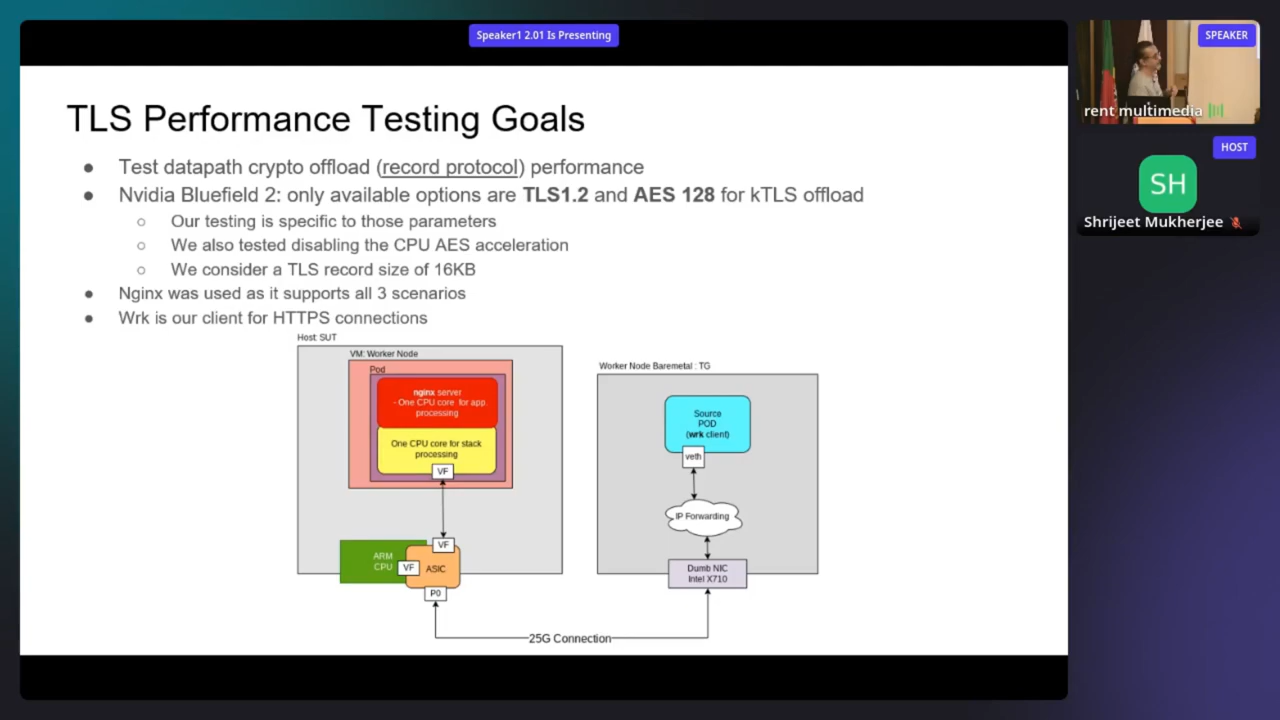 Speaker1 2.01 Is Presenting
SPEAKER
rent multimedia
HOST
SH
Shrijeet Mukherjee
TLS Performance Testing Goals
● Test datapath crypto offload (record protocol) performance
● Nvidia Bluefield 2: only available options are TLS1.2 and AES 128 for kTLS offload
○ Our testing is specific to those parameters
○ We also tested disabling the CPU AES acceleration
○ We consider a TLS record size of 16KB
● Nginx was used as it supports all 3 scenarios
● Wrk is our client for HTTPS connections
Host SUT
VM: Worker Node
Pod
nginx server
- One CPU core for app.
processing
One CPU core for stack
processing
VF
VF
ARM
CPU
VF
ASIC
P0
Worker Node Baremetal : TG
Source
POD
(wrk client)
veth
IP Forwarding
Dumb NIC
Intel X710
25G Connection